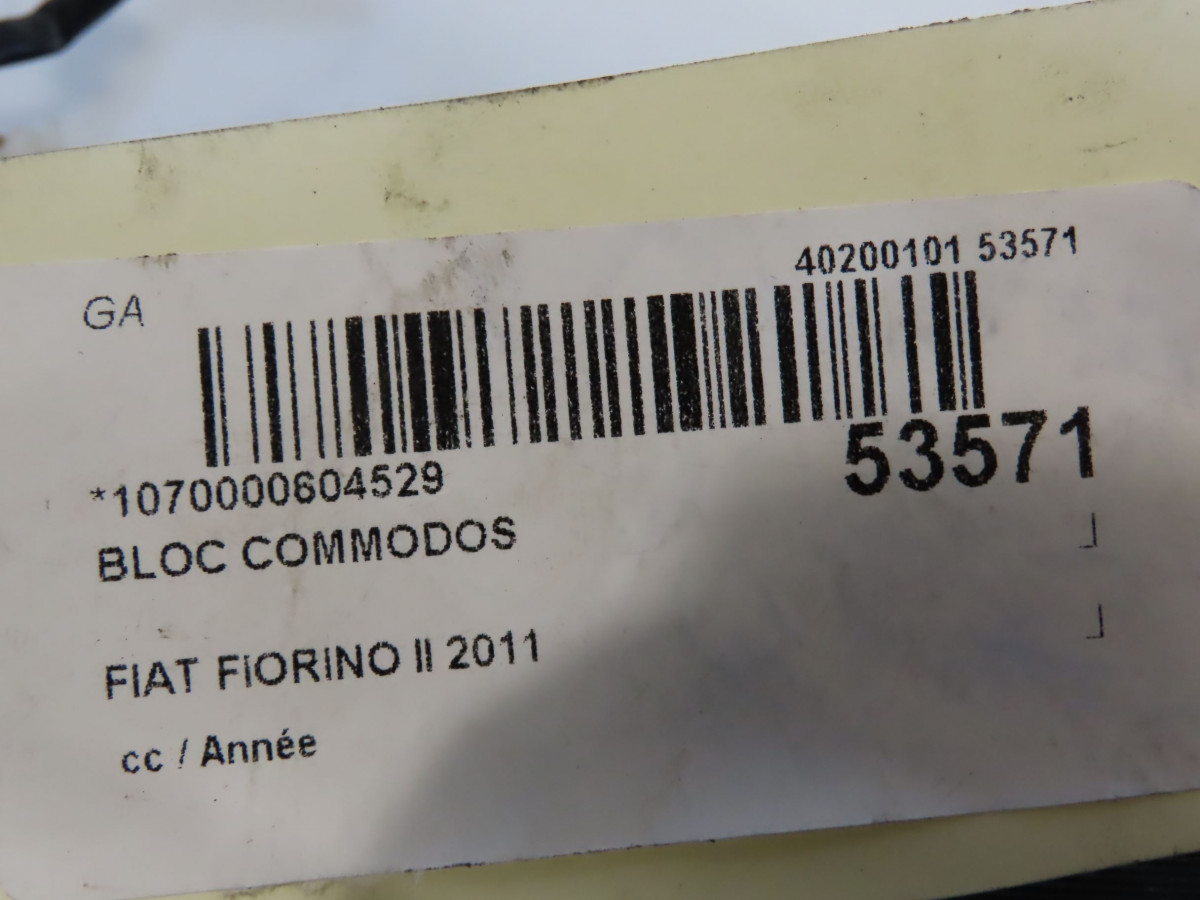 GA
40200101 53571
*1070000604529
53571
BLOC COMMODOS
FIAT FIORINO II 2011
cc / Année